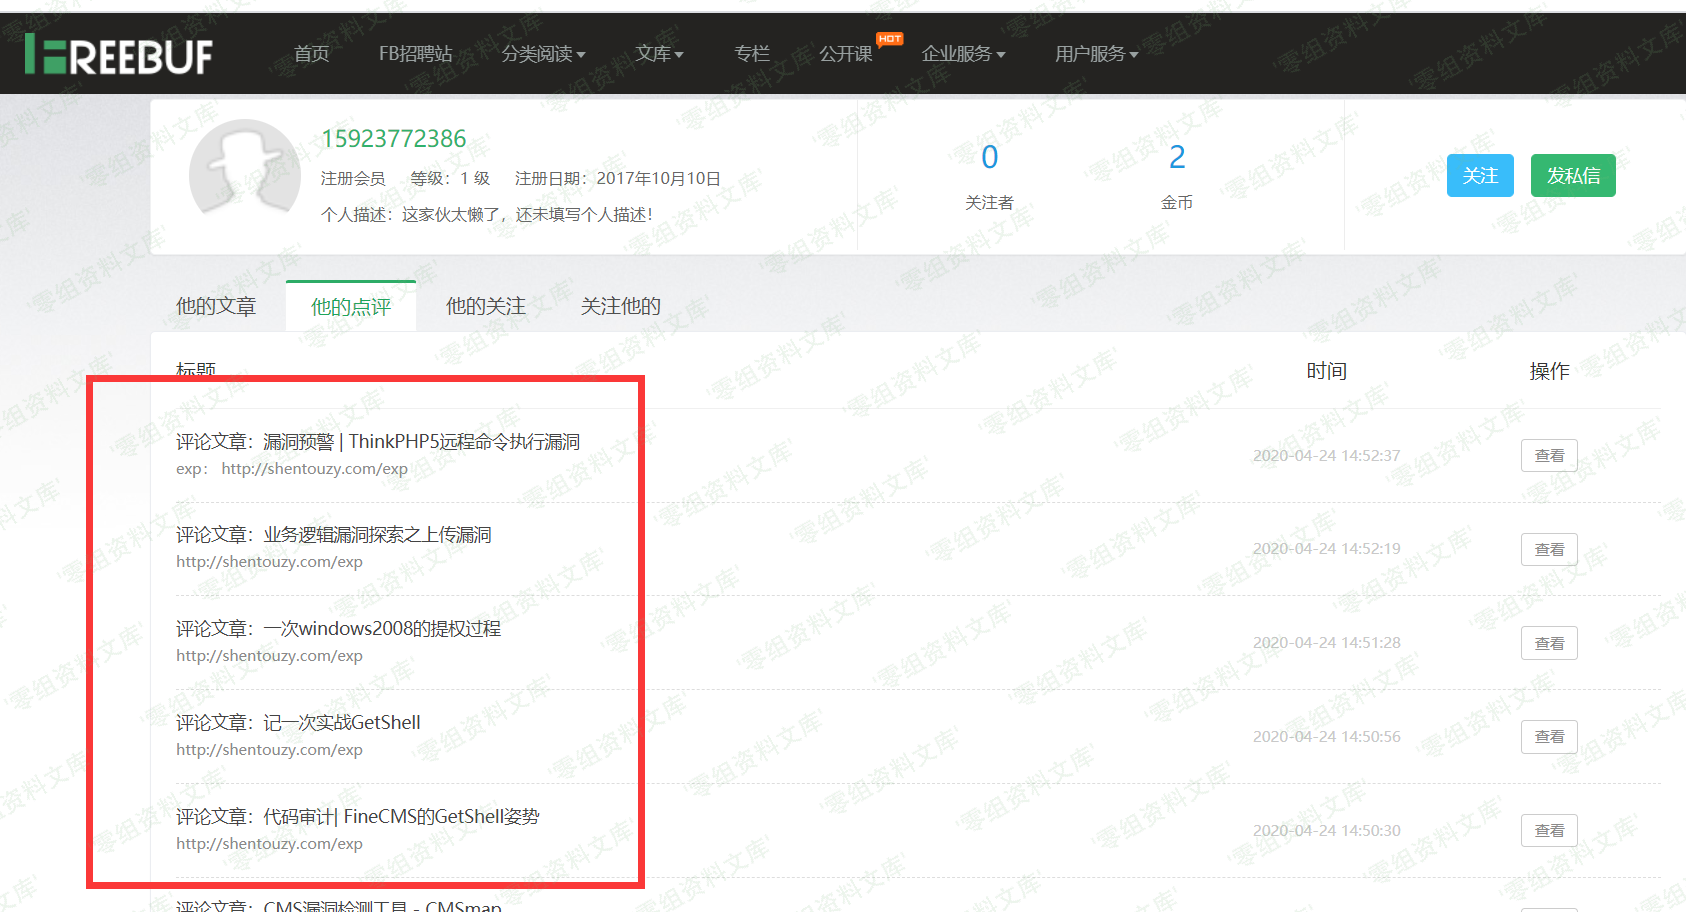 FREEBUF
首页 FB招聘站 分类阅读 文库 专栏 公开课 HOT 企业服务 用户服务
15923772386
注册会员 等级：1 级 注册日期：2017年10月10日
个人描述：这家伙太懒了，还未填写个人描述！
0
关注者
2
金币
关注 发私信
他的文章 他的点评 他的关注 关注他的
标题 时间 操作
评论文章：漏洞预警 | ThinkPHP5远程命令执行漏洞
exp： http://shentouzy.com/exp
2020-04-24 14:52:37 查看
评论文章：业务逻辑漏洞探索之上传漏洞
http://shentouzy.com/exp
2020-04-24 14:52:19 查看
评论文章：一次windows2008的提权过程
http://shentouzy.com/exp
2020-04-24 14:51:28 查看
评论文章：记一次实战GetShell
http://shentouzy.com/exp
2020-04-24 14:50:56 查看
评论文章：代码审计| FineCMS的GetShell姿势
http://shentouzy.com/exp
2020-04-24 14:50:30 查看
评论文章：CMS漏洞检测工具 - CMSmap
'零组资料文库'